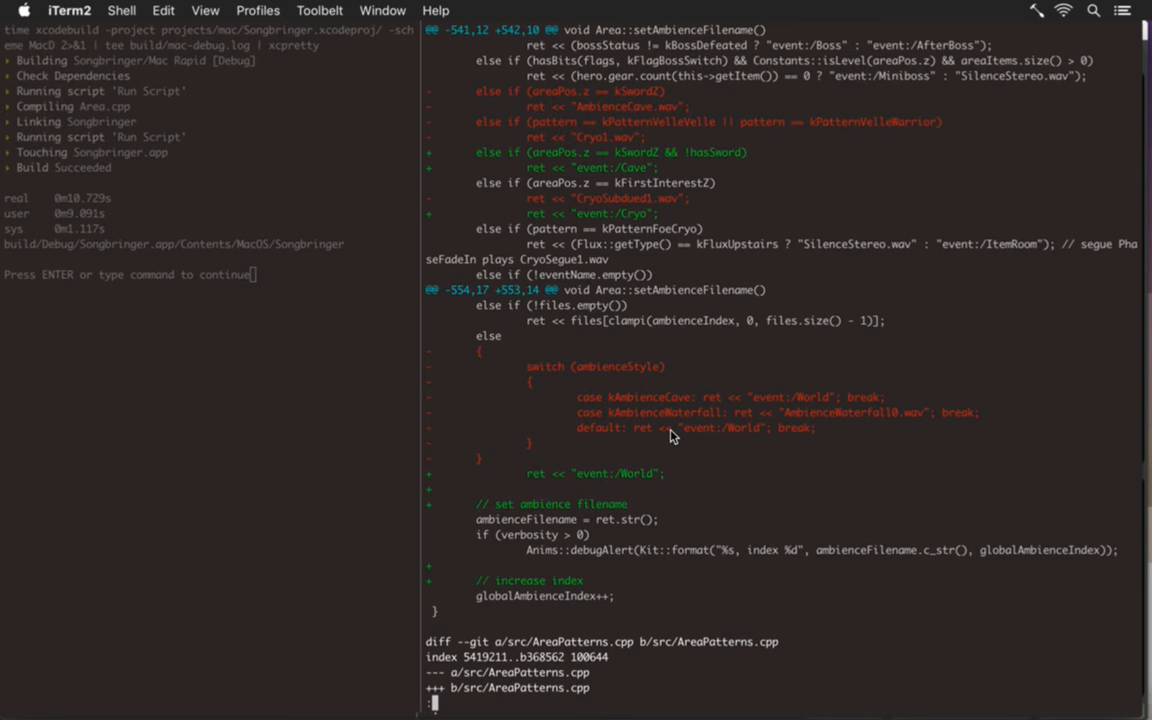 iTerm2 Shell Edit View Profiles Toolbelt Window Help
time xcodebuild -project projects/mac/Songbringer.xcodeproj/ -sch
eme MacD 2>&1 | tee build/mac-debug.log | xcpretty
› Building Songbringer/Mac Rapid [Debug]
› Check Dependencies
› Running script 'Run Script'
› Compiling Area.cpp
› Linking Songbringer
› Running script 'Run Script'
› Touching Songbringer.app
› Build Succeeded
real 0m10.729s
user 0m9.091s
sys 0m1.117s
build/Debug/Songbringer.app/Contents/MacOS/Songbringer
Press ENTER or type command to continue
@@ -541,12 +542,10 @@ void Area::setAmbienceFilename()
ret << (bossStatus != kBossDefeated ? "event:/Boss" : "event:/AfterBoss");
else if (hasBits(flags, kFlagBossSwitch) && Constants::isLevel(areaPos.z) && areaItems.size() > 0)
ret << (hero.gear.count(this->getItem()) == 0 ? "event:/Miniboss" : "SilenceStereo.wav");
- else if (areaPos.z == kSwordZ)
- ret << "AmbienceCave.wav";
- else if (pattern == kPatternVelleVelle || pattern == kPatternVelleWarrior)
- ret << "Cryo1.wav";
+ else if (areaPos.z == kSwordZ && !hasSword)
+ ret << "event:/Cave";
else if (areaPos.z == kFirstInterestZ)
- ret << "CryoSubdued1.wav";
+ ret << "event:/Cryo";
else if (pattern == kPatternFoeCryo)
ret << (Flux::getType() == kFluxUpstairs ? "SilenceStereo.wav" : "event:/ItemRoom"); // segue Pha
seFadeIn plays CryoSegue1.wav
else if (!eventName.empty())
@@ -554,17 +553,14 @@ void Area::setAmbienceFilename()
else if (!files.empty())
ret << files[clampi(ambienceIndex, 0, files.size() - 1)];
else
- {
- switch (ambienceStyle)
- {
- case kAmbienceCave: ret << "event:/World"; break;
- case kAmbienceWaterfall: ret << "AmbienceWaterfall0.wav"; break;
- default: ret << "event:/World"; break;
- }
- }
+ ret << "event:/World";
+
+ // set ambience filename
ambienceFilename = ret.str();
if (verbosity > 0)
Anims::debugAlert(Kit::format("%s, index %d", ambienceFilename.c_str(), globalAmbienceIndex));
+
+ // increase index
globalAmbienceIndex++;
}
diff --git a/src/AreaPatterns.cpp b/src/AreaPatterns.cpp
index 5419211..b368562 100644
--- a/src/AreaPatterns.cpp
+++ b/src/AreaPatterns.cpp
: